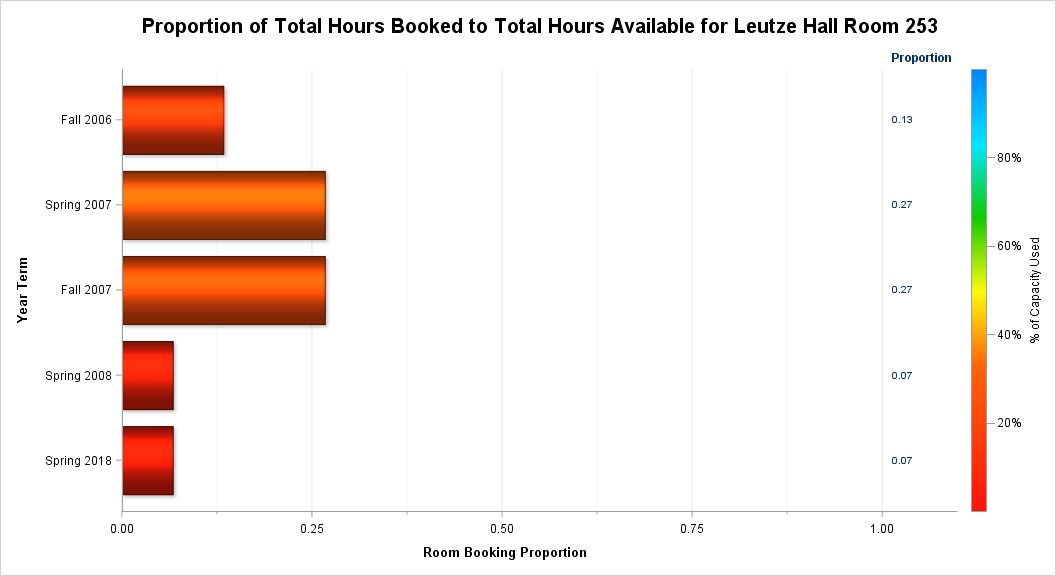 Proportion of Total Hours Booked to Total Hours Available for Leutze Hall Room 253
Proportion
Fall 2006
0.13
Spring 2007
0.27
Fall 2007
0.27
Spring 2008
0.07
Spring 2018
0.07
Year Term
0.00
0.25
0.50
0.75
1.00
Room Booking Proportion
80%
60%
40%
20%
% of Capacity Used